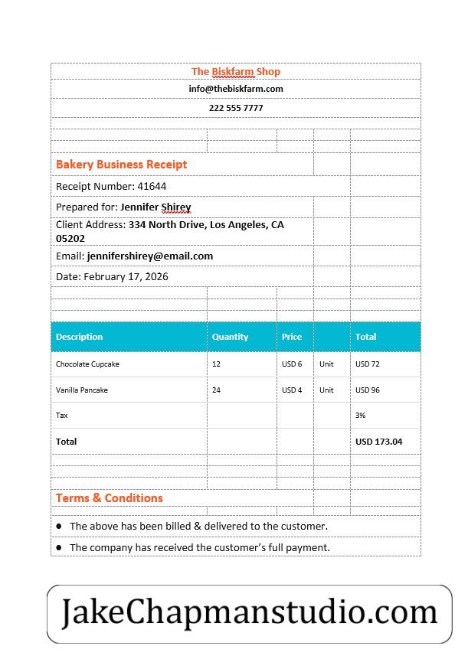 The Biskfarm Shop
info@thebiskfarm.com
222 555 7777
Bakery Business Receipt
Receipt Number: 41644
Prepared for: Jennifer Shirey
Client Address: 334 North Drive, Los Angeles, CA
05202
Email: jennifershirey@email.com
Date: February 17, 2026
Description Quantity Price Total
Chocolate Cupcake 12 USD 6 Unit USD 72
Vanilla Pancake 24 USD 4 Unit USD 96
Tax 3%
Total USD 173.04
Terms & Conditions
● The above has been billed & delivered to the customer.
● The company has received the customer’s full payment.
JakeChapmanstudio.com